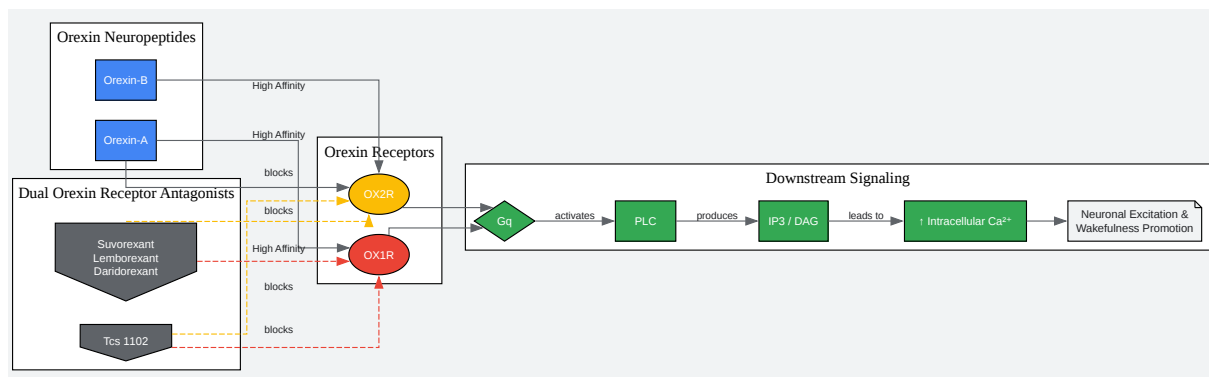 Orexin Neuropeptides
Orexin-B
High Affinity
Orexin-A
High Affinity
Orexin Receptors
blocks
Dual Orexin Receptor Antagonists
OX2R
blocks
Suvorexant
Lemborexant
Daridorexant
High Affinity
OX1R
blocks
blocks
Tcs 1102
Downstream Signaling
Gq
activates
PLC
produces
IP3 / DAG
leads to
↑ Intracellular Ca²⁺
Neuronal Excitation &
Wakefulness Promotion